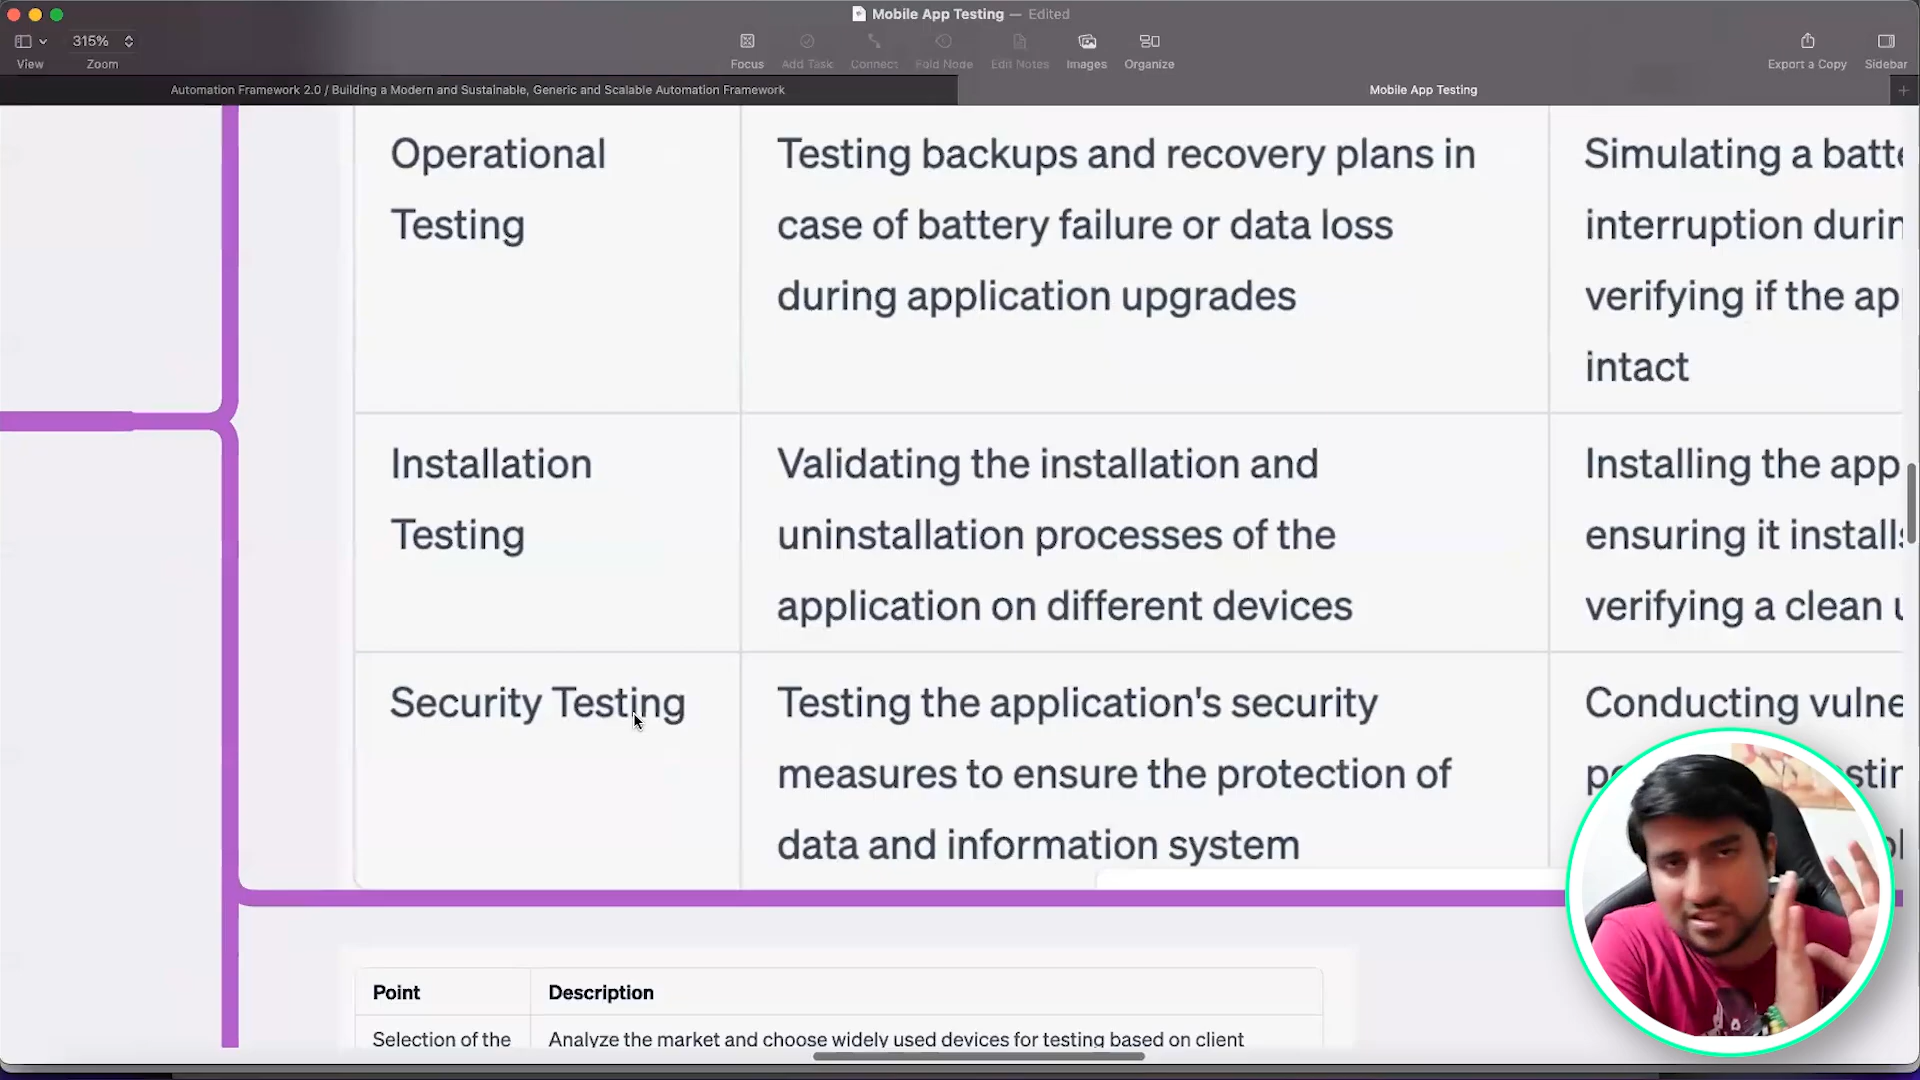 Mobile App Testing — Edited
315%
View
Zoom
Focus
Add Task
Connect
Fold Node
Edit Notes
Images
Organize
Export a Copy
Sidebar
Automation Framework 2.0 / Building a Modern and Sustainable, Generic and Scalable Automation Framework
Mobile App Testing
Operational
Testing
Testing backups and recovery plans in
case of battery failure or data loss
during application upgrades
Simulating a
interruption
verifying if the
intact
Installation
Testing
Validating the installation and
uninstallation processes of the
application on different devices
Installing the app
ensuring it
verifying a clean
Security Testing
Testing the application's security
measures to ensure the protection of
data and information system
Conducting
Point
Description
Selection of the
Analyze the market and choose widely used devices for testing based on client